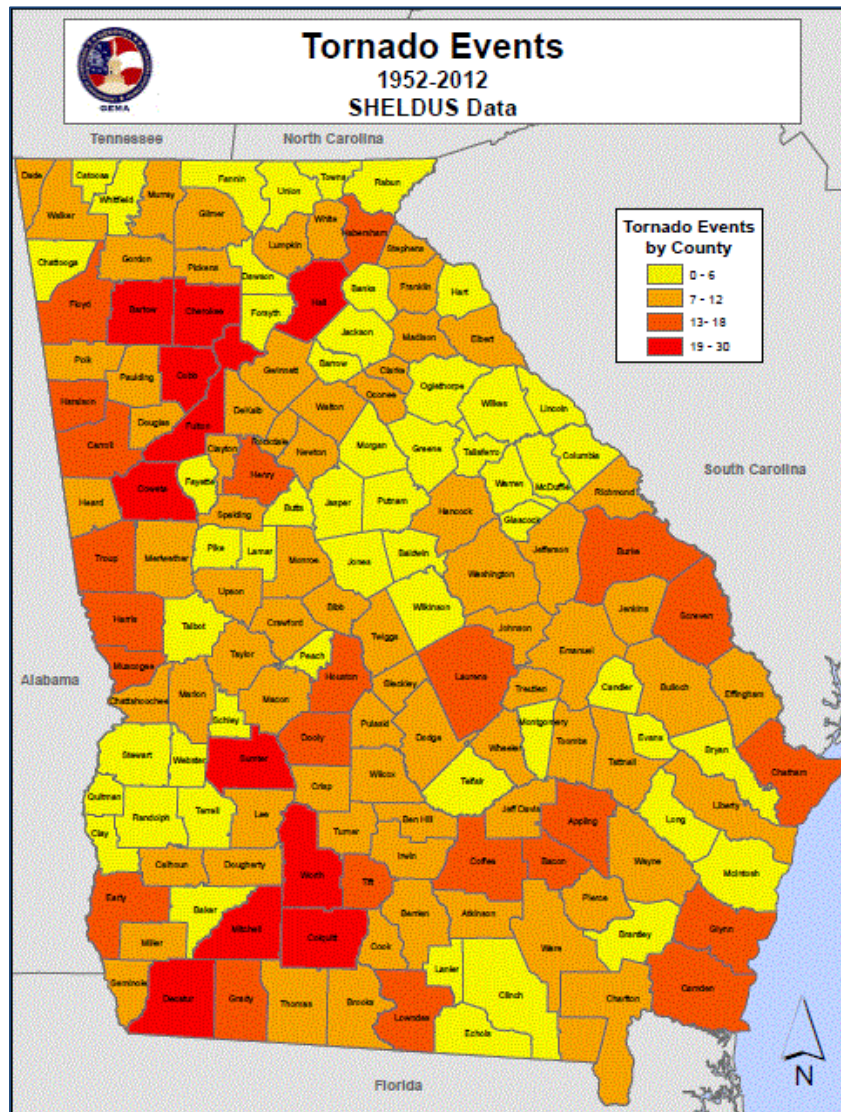 Tornado Events
1952-2012
SHELDUS Data
GEMA
Tennessee
North Carolina
Tornado Events
by County
0 - 6
7 - 12
13- 18
19 - 30
South Carolina
Alabama
Florida
N
Dade
Catoosa
Whitfield
Murray
Fannin
Union
Towns
Rabun
Walker
Gilmer
White
Habersham
Lumpkin
Stephens
Chattooga
Gordon
Pickens
Dawson
Banks
Franklin
Hart
Floyd
Bartow
Cherokee
Hall
Forsyth
Jackson
Madison
Elbert
Polk
Paulding
Cobb
Gwinnett
Barrow
Clarke
Oconee
Oglethorpe
Wilkes
Lincoln
Haralson
Douglas
Fulton
DeKalb
Walton
Carroll
Clayton
Rockdale
Newton
Morgan
Greene
Taliaferro
Columbia
McDuffie
Warren
Heard
Coweta
Fayette
Henry
Spalding
Butts
Jasper
Putnam
Hancock
Glascock
Richmond
Troup
Meriwether
Pike
Lamar
Monroe
Jones
Baldwin
Washington
Jefferson
Burke
Upson
Bibb
Wilkinson
Jenkins
Screven
Harris
Talbot
Crawford
Twiggs
Johnson
Emanuel
Muscogee
Taylor
Peach
Houston
Bleckley
Laurens
Treutlen
Candler
Bulloch
Effingham
Chattahoochee
Marion
Macon
Schley
Pulaski
Dodge
Montgomery
Wheeler
Toombs
Evans
Bryan
Stewart
Webster
Sumter
Dooly
Wilcox
Telfair
Tattnall
Chatham
Quitman
Randolph
Terrell
Lee
Crisp
Ben Hill
Jeff Davis
Appling
Long
Liberty
Clay
Calhoun
Dougherty
Turner
Irwin
Coffee
Bacon
Wayne
McIntosh
Early
Baker
Worth
Tift
Berrien
Atkinson
Pierce
Miller
Mitchell
Colquitt
Cook
Ware
Brantley
Glynn
Seminole
Decatur
Grady
Thomas
Brooks
Lanier
Clinch
Charlton
Camden
Lowndes
Echols